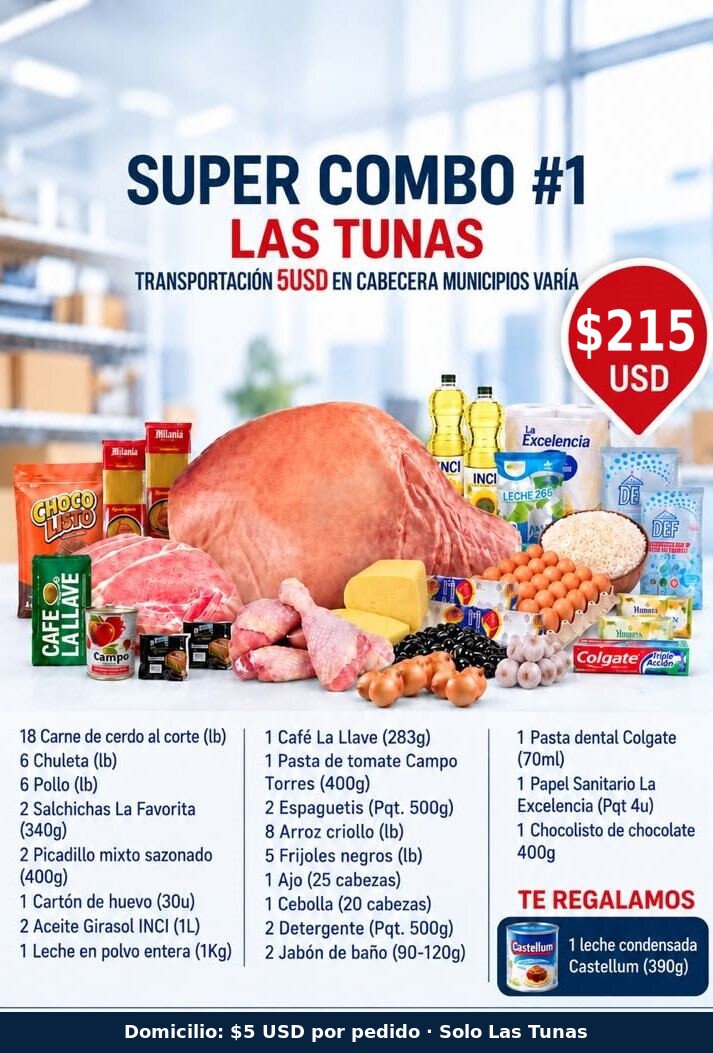 SUPER COMBO #1
LAS TUNAS
TRANSPORTACIÓN 5USD EN CABECERA MUNICIPIOS VARÍA
$215
USD
Milania
Milania
CHOCO
LISTO
CAFE
LA LLAVE
Campo
INCI
INCI
La
Excelencia
LECHE 266
DE
DEF
Colgate
Triple
Acción
18 Carne de cerdo al corte (lb)
6 Chuleta (lb)
6 Pollo (lb)
2 Salchichas La Favorita
(340g)
2 Picadillo mixto sazonado
(400g)
1 Cartón de huevo (30u)
2 Aceite Girasol INCI (1L)
1 Leche en polvo entera (1Kg)
1 Café La Llave (283g)
1 Pasta de tomate Campo
Torres (400g)
2 Espaguetis (Pqt. 500g)
8 Arroz criollo (lb)
5 Frijoles negros (lb)
1 Ajo (25 cabezas)
1 Cebolla (20 cabezas)
2 Detergente (Pqt. 500g)
2 Jabón de baño (90-120g)
1 Pasta dental Colgate
(70ml)
1 Papel Sanitario La
Excelencia (Pqt 4u)
1 Chocolisto de chocolate
400g
TE REGALAMOS
Castellum
1 leche condensada
Castellum (390g)
Domicilio: $5 USD por pedido · Solo Las Tunas